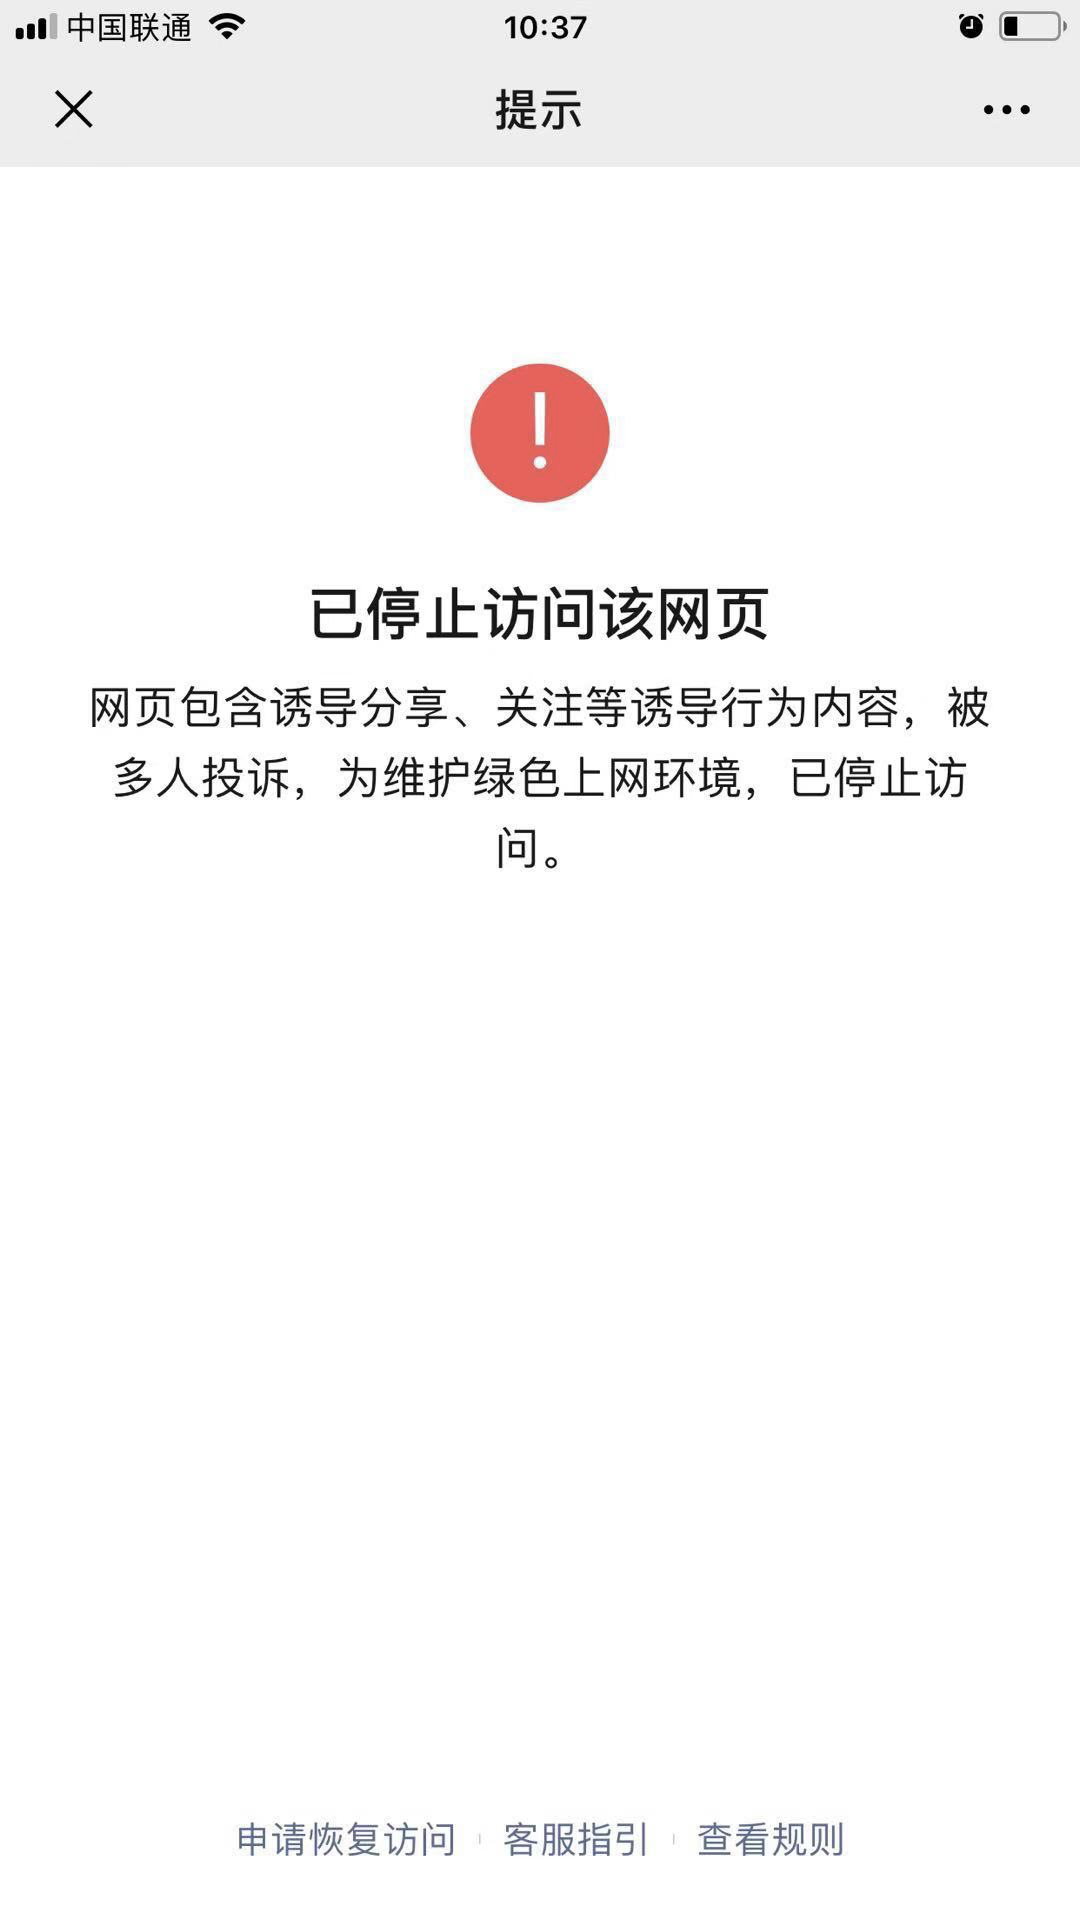 中国联通
10:37
提示
已停止访问该网页
网页包含诱导分享、关注等诱导行为内容，被
多人投诉，为维护绿色上网环境，已停止访
问。
申请恢复访问 客服指引 查看规则